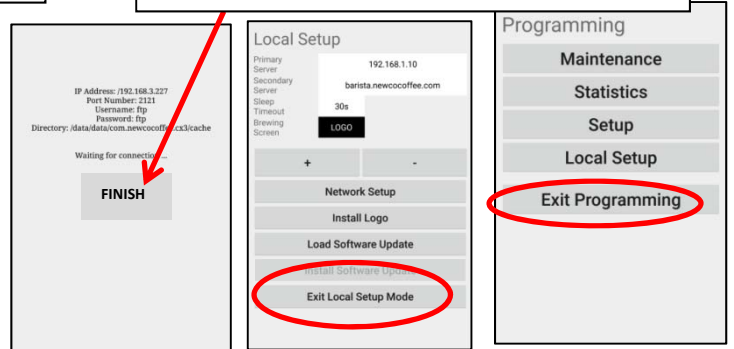 IP Address: /192.168.3.227
Port Number: 2121
Username: ftp
Password: ftp
Directory: /data/data/com.newcocoffee.cx3/cache
Waiting for connection...
FINISH
Local Setup
Primary
Server
192.168.1.10
Secondary
Server
barista.newcocoffee.com
Sleep
Timeout
30s
Brewing
Screen
LOGO
+
-
Network Setup
Install Logo
Load Software Update
Install Software Update
Exit Local Setup Mode
Programming
Maintenance
Statistics
Setup
Local Setup
Exit Programming